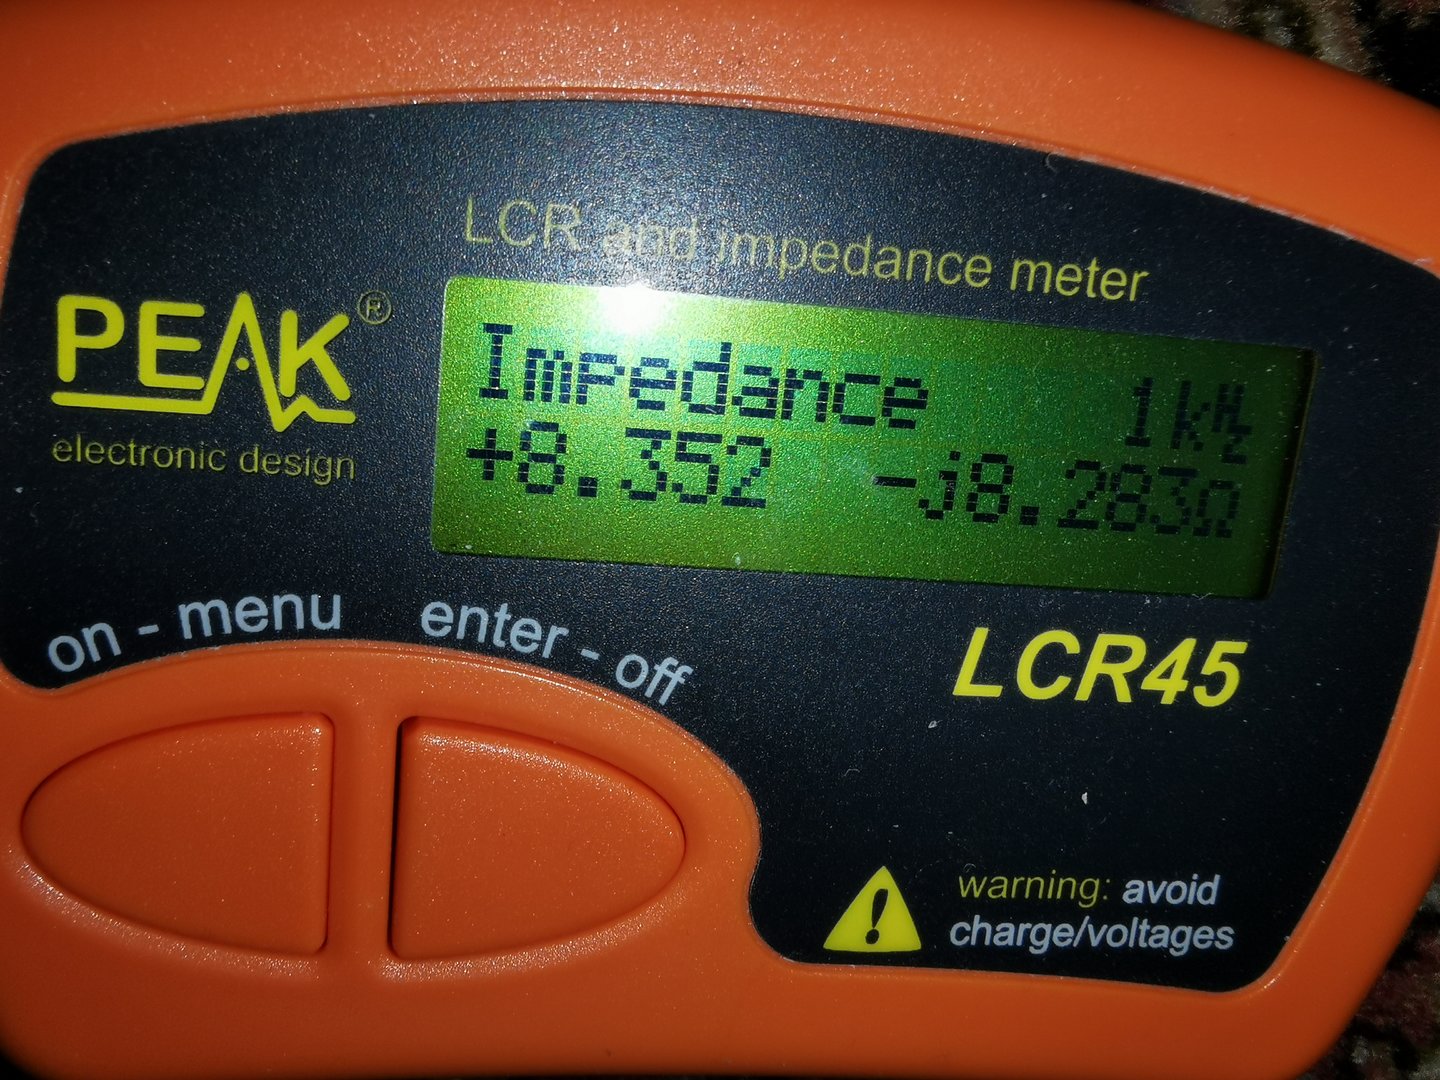 LCR and impedance meter
PEAK®
electronic design
Impedance 1kHz
+8.352 -j8.283Ω
on - menu enter - off
LCR45
warning: avoid
charge/voltages